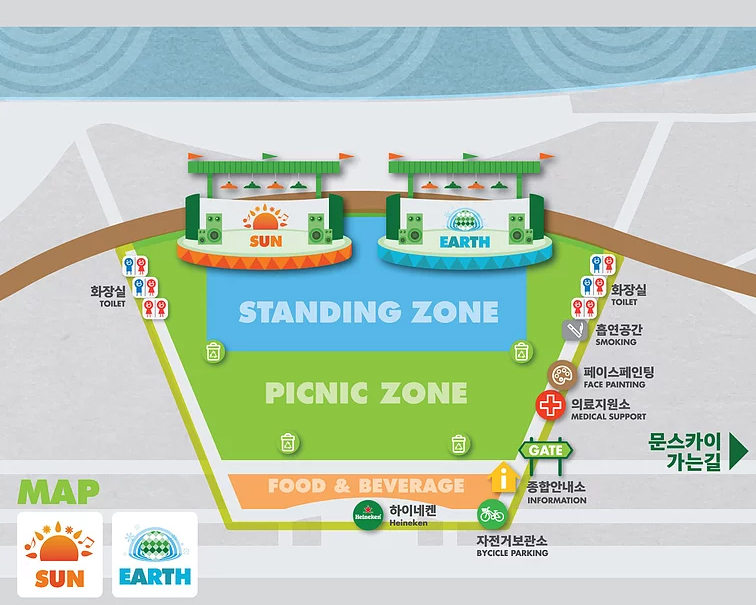 SUN
EARTH
화장실
TOILET
화장실
TOILET
STANDING ZONE
흡연공간
SMOKING
페이스페인팅
FACE PAINTING
PICNIC ZONE
의료지원소
MEDICAL SUPPORT
문스카이
가는길
GATE
FOOD & BEVERAGE
종합안내소
INFORMATION
MAP
Heineken
하이네켄
Heineken
자전거보관소
BYCICLE PARKING
SUN
EARTH